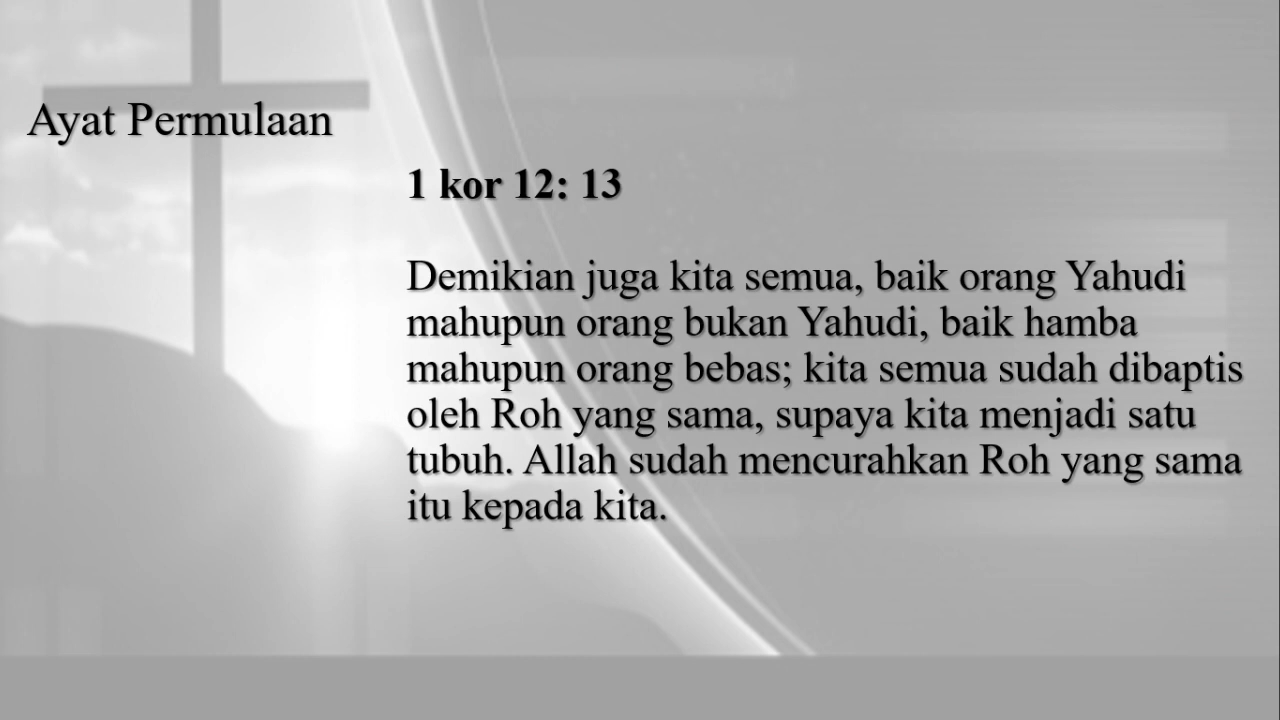 Ayat Permulaan
1 kor 12: 13
Demikian juga kita semua, baik orang Yahudi
mahupun orang bukan Yahudi, baik hamba
mahupun orang bebas; kita semua sudah dibaptis
oleh Roh yang sama, supaya kita menjadi satu
tubuh. Allah sudah mencurahkan Roh yang sama
itu kepada kita.